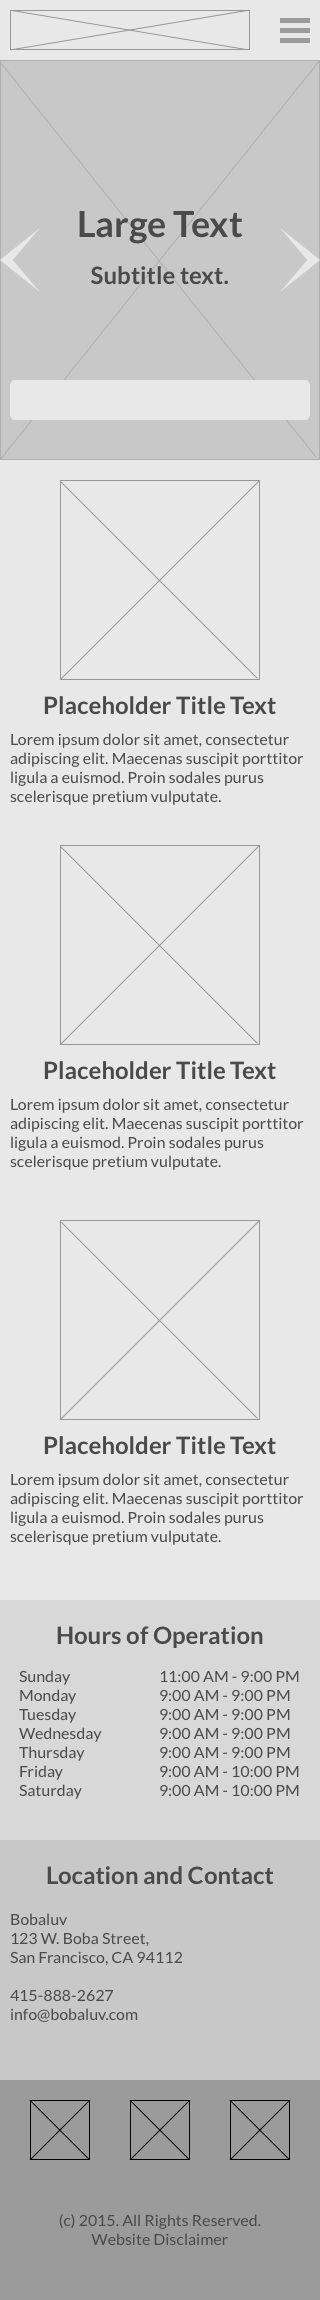 Large Text
Subtitle text.
Placeholder Title Text
Lorem ipsum dolor sit amet, consectetur
adipiscing elit. Maecenas suscipit porttitor
ligula a euismod. Proin sodales purus
scelerisque pretium vulputate.
Placeholder Title Text
Lorem ipsum dolor sit amet, consectetur
adipiscing elit. Maecenas suscipit porttitor
ligula a euismod. Proin sodales purus
scelerisque pretium vulputate.
Placeholder Title Text
Lorem ipsum dolor sit amet, consectetur
adipiscing elit. Maecenas suscipit porttitor
ligula a euismod. Proin sodales purus
scelerisque pretium vulputate.
Hours of Operation
Sunday 11:00 AM - 9:00 PM
Monday 9:00 AM - 9:00 PM
Tuesday 9:00 AM - 9:00 PM
Wednesday 9:00 AM - 9:00 PM
Thursday 9:00 AM - 9:00 PM
Friday 9:00 AM - 10:00 PM
Saturday 9:00 AM - 10:00 PM
Location and Contact
Bobaluv
123 W. Boba Street,
San Francisco, CA 94112
415-888-2627
info@bobaluv.com
(c) 2015. All Rights Reserved.
Website Disclaimer